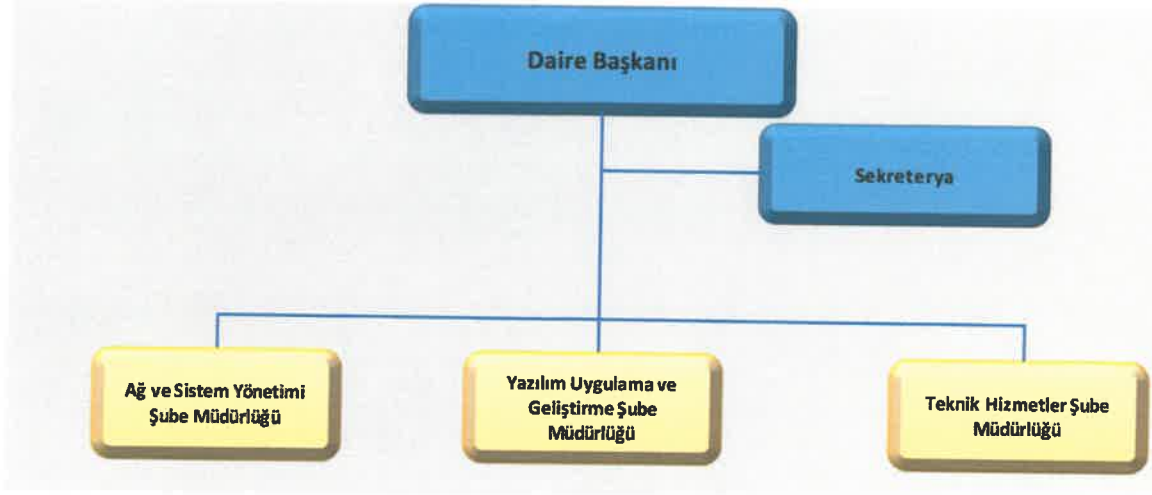 Daire Başkanı
Sekreterya
Ağ ve Sistem Yönetimi
Şube Müdürlüğü
Yazılım Uygulama ve
Geliştirme Şube
Müdürlüğü
Teknik Hizmetler Şube
Müdürlüğü